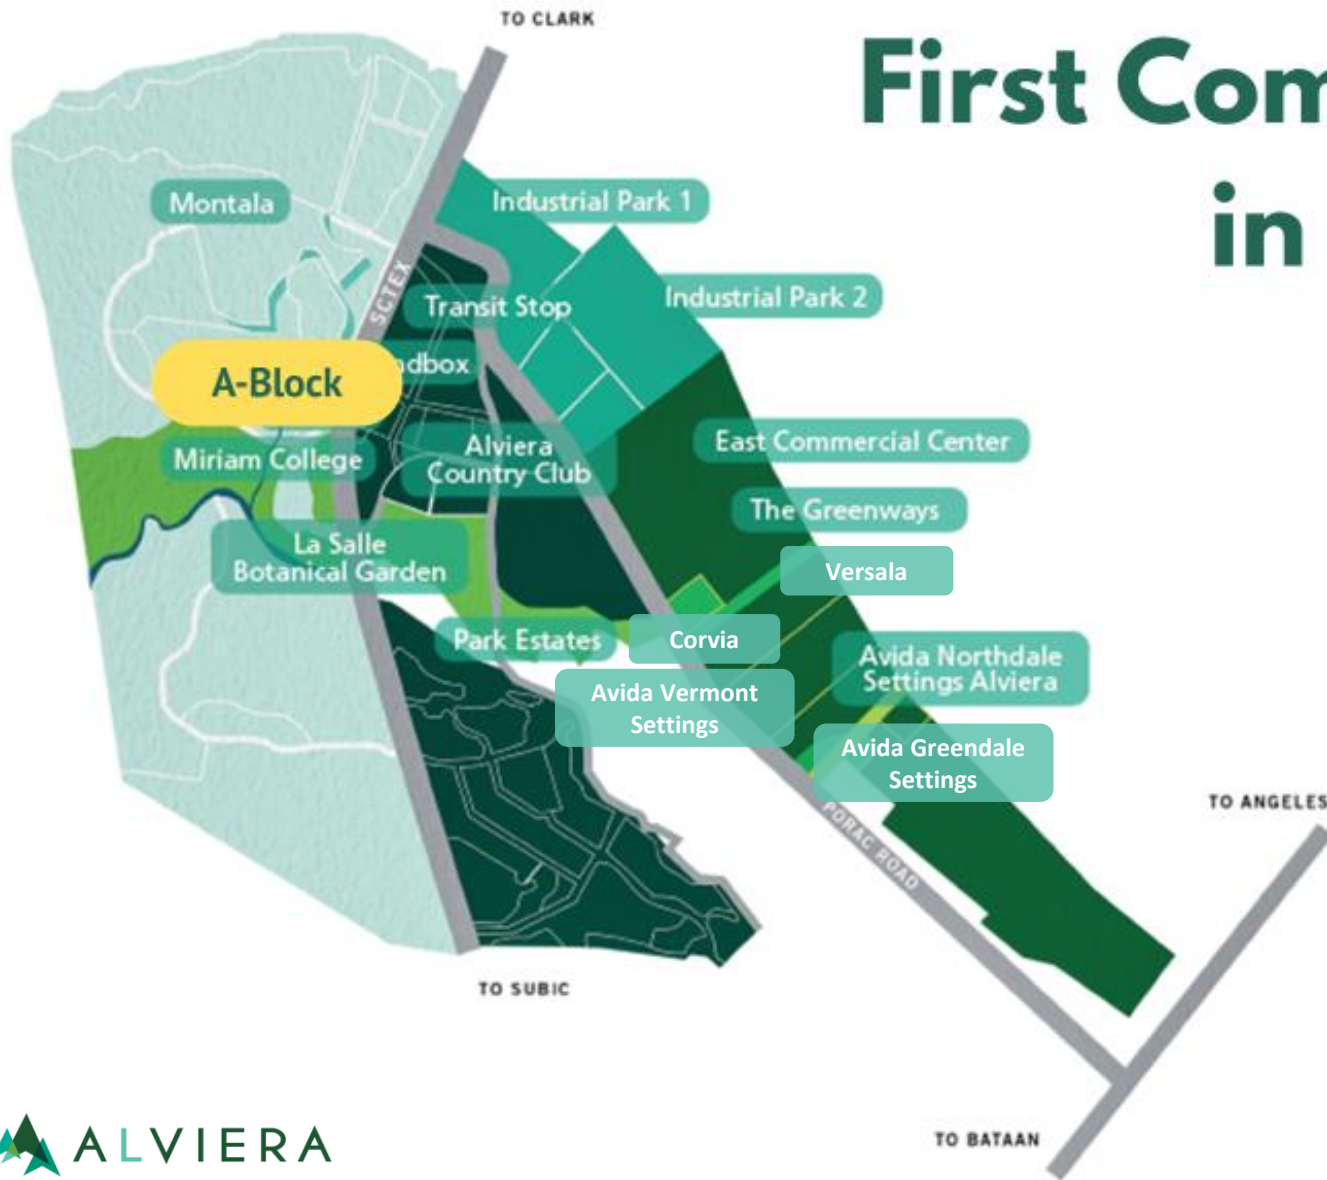 TO CLARK
First Com
in
Montala
Industrial Park 1
SCTEX
Transit Stop
Industrial Park 2
A-Block
ndbox
Miriam College
Alviera
Country Club
East Commercial Center
The Greenways
La Salle
Botanical Garden
Versala
Park Estates
Corvia
Avida Northdale
Settings Alviera
Avida Vermont
Settings
Avida Greendale
Settings
PORAC ROAD
TO ANGELES
TO SUBIC
TO BATAAN
ALVIERA